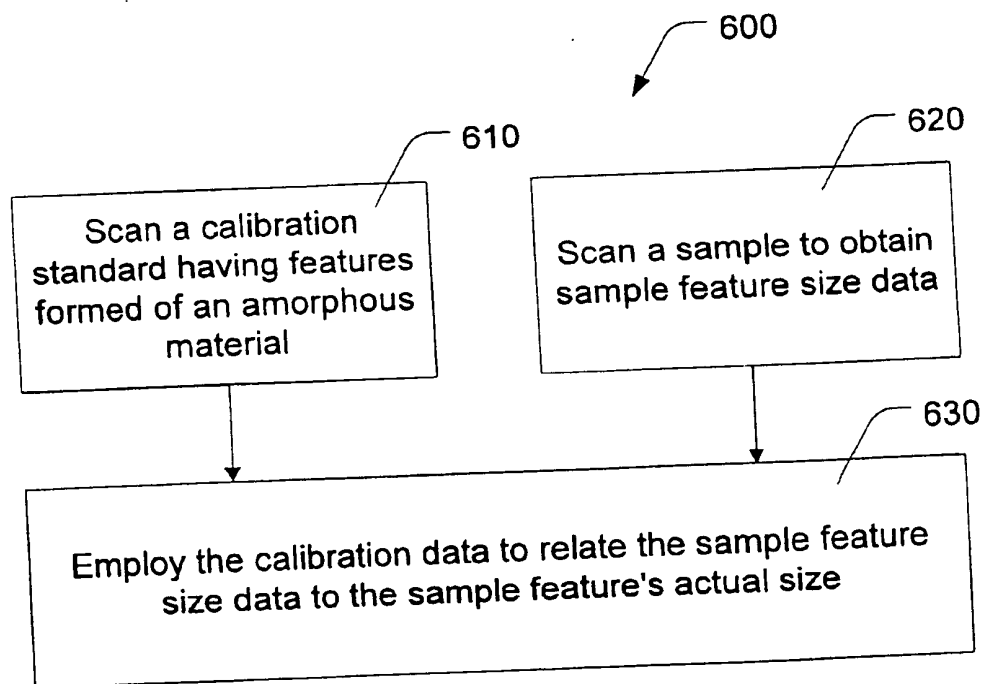 600
610
620
Scan a calibration
standard having features
formed of an amorphous
material
Scan a sample to obtain
sample feature size data
630
Employ the calibration data to relate the sample feature
size data to the sample feature's actual size